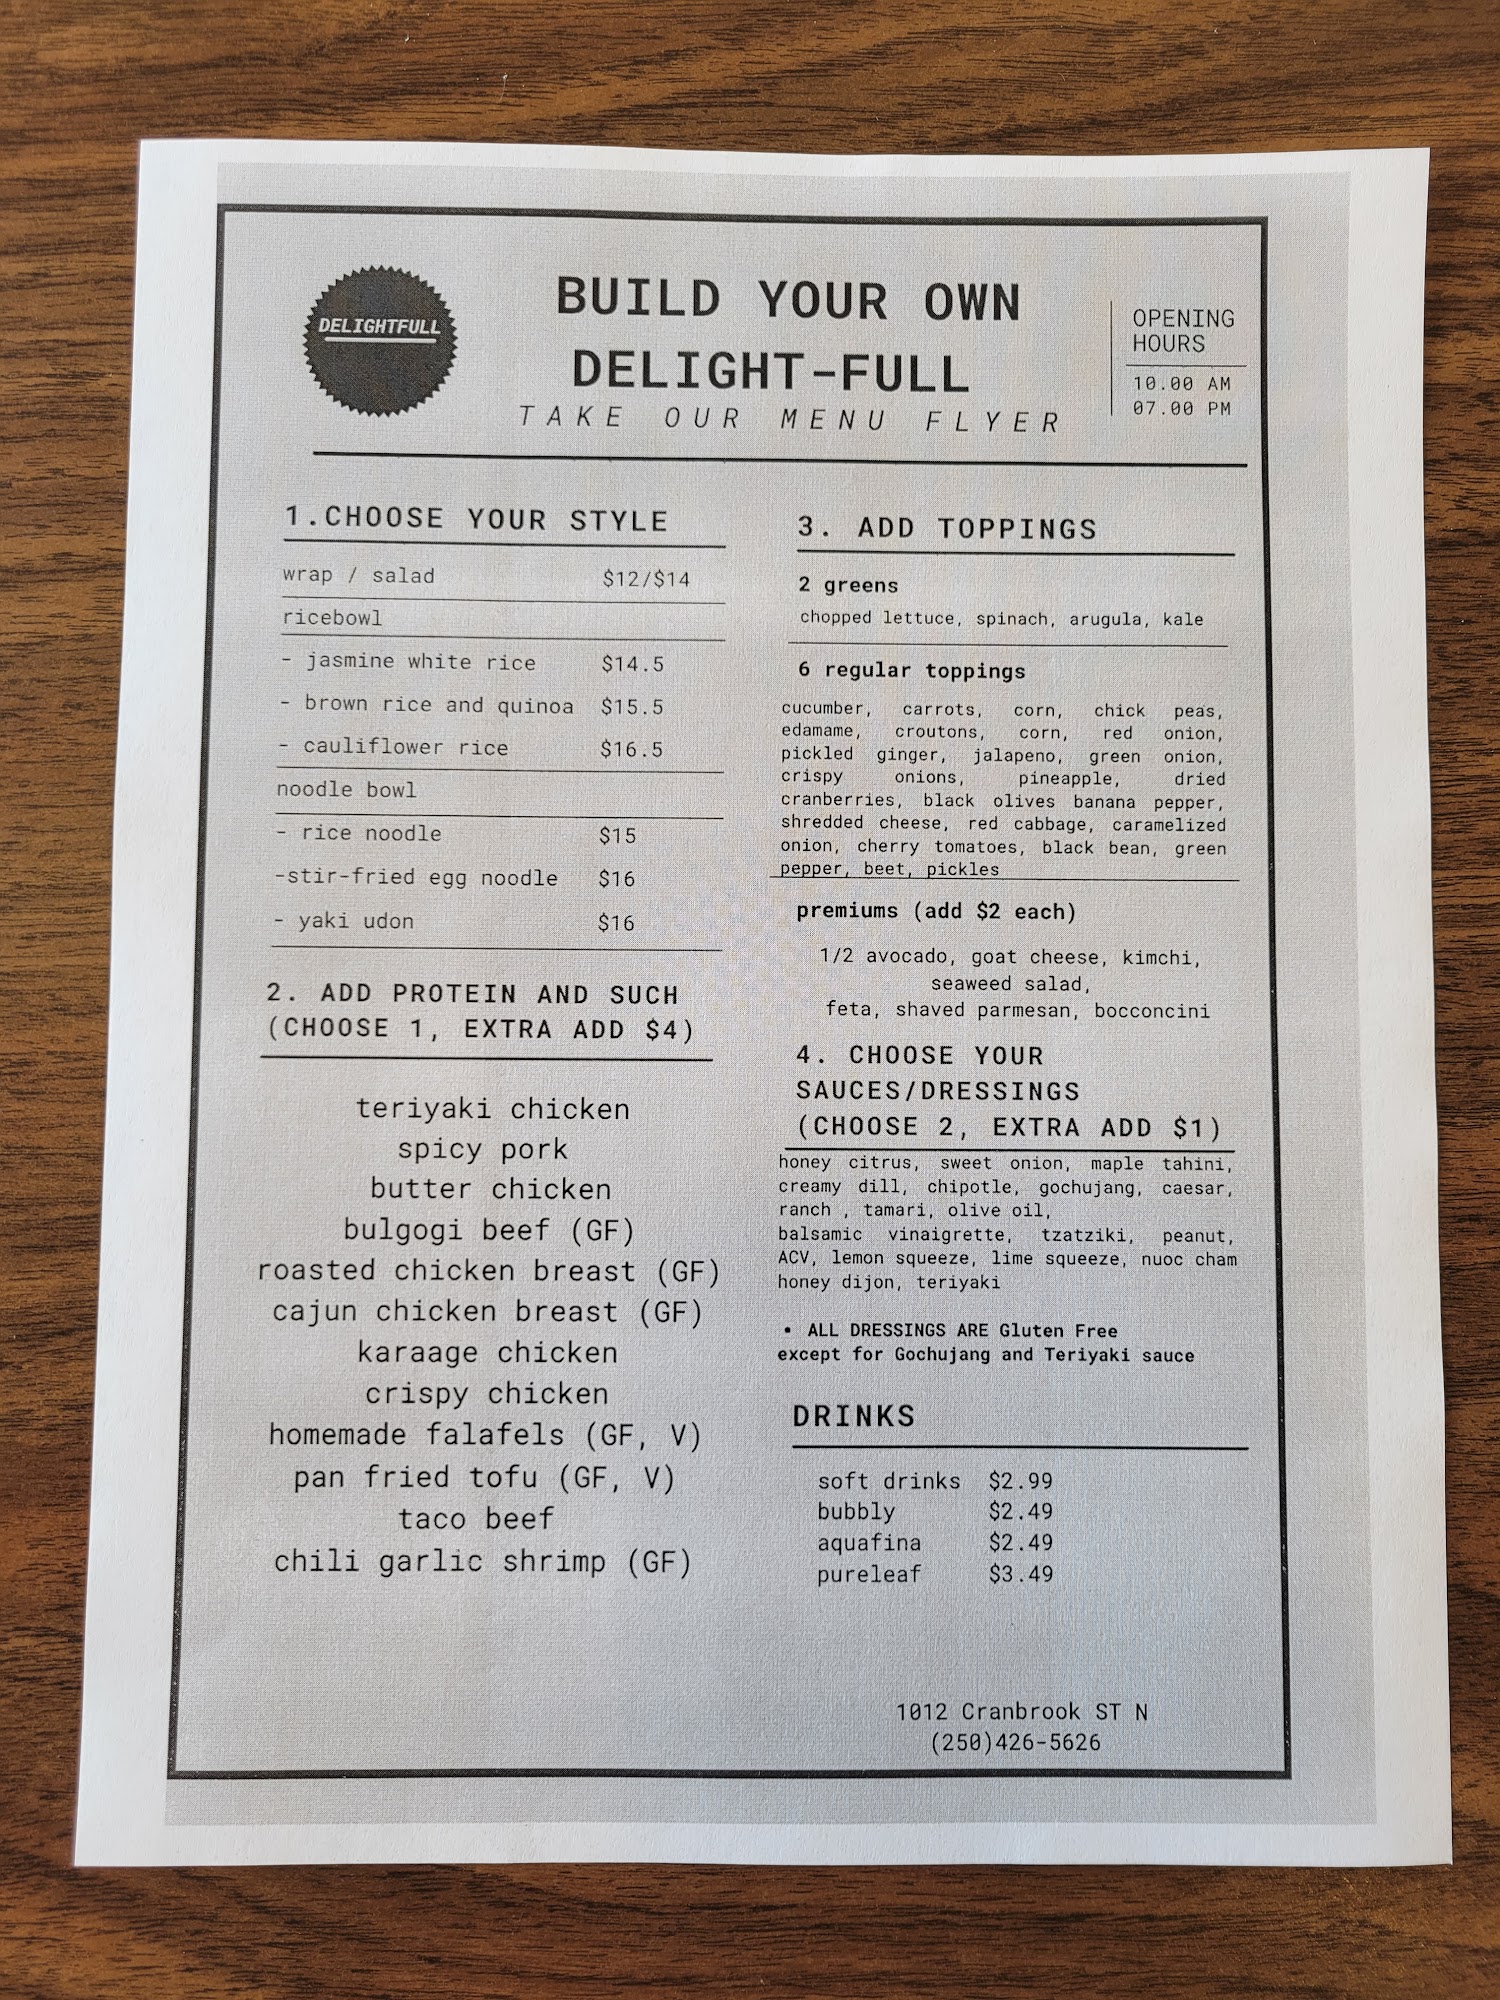 DELIGHTFULL
BUILD YOUR OWN
DELIGHT-FULL
TAKE OUR MENU FLYER
OPENING
HOURS
10.00 AM
07.00 PM
1.CHOOSE YOUR STYLE
wrap / salad $12/$14
ricebowl
- jasmine white rice $14.5
- brown rice and quinoa $15.5
- cauliflower rice $16.5
noodle bowl
- rice noodle $15
-stir-fried egg noodle $16
- yaki udon $16
2. ADD PROTEIN AND SUCH
(CHOOSE 1, EXTRA ADD $4)
teriyaki chicken
spicy pork
butter chicken
bulgogi beef (GF)
roasted chicken breast (GF)
cajun chicken breast (GF)
karaage chicken
crispy chicken
homemade falafels (GF, V)
pan fried tofu (GF, V)
taco beef
chili garlic shrimp (GF)
3. ADD TOPPINGS
2 greens
chopped lettuce, spinach, arugula, kale
6 regular toppings
cucumber, carrots, corn, chick peas,
edamame, croutons, corn, red onion,
pickled ginger, jalapeno, green onion,
crispy onions, pineapple, dried
cranberries, black olives banana pepper,
shredded cheese, red cabbage, caramelized
onion, cherry tomatoes, black bean, green
pepper, beet, pickles
premiums (add $2 each)
1/2 avocado, goat cheese, kimchi,
seaweed salad,
feta, shaved parmesan, bocconcini
4. CHOOSE YOUR
SAUCES/DRESSINGS
(CHOOSE 2, EXTRA ADD $1)
honey citrus, sweet onion, maple tahini,
creamy dill, chipotle, gochujang, caesar,
ranch , tamari, olive oil,
balsamic vinaigrette, tzatziki, peanut,
ACV, lemon squeeze, lime squeeze, nuoc cham
honey dijon, teriyaki
• ALL DRESSINGS ARE Gluten Free
except for Gochujang and Teriyaki sauce
DRINKS
soft drinks $2.99
bubbly $2.49
aquafina $2.49
pureleaf $3.49
1012 Cranbrook ST N
(250)426-5626